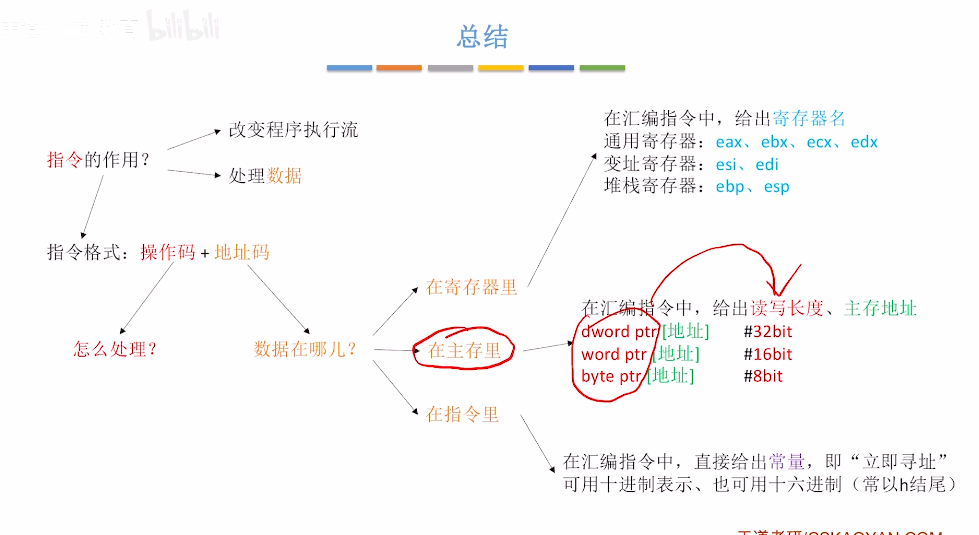 bilibili
总结
指令的作用？
改变程序执行流
处理数据
指令格式：操作码 + 地址码
怎么处理？
数据在哪儿？
在寄存器里
在主存里
在指令里
在汇编指令中，给出寄存器名
通用寄存器：eax、ebx、ecx、edx
变址寄存器：esi、edi
堆栈寄存器：ebp、esp
在汇编指令中，给出读写长度、主存地址
dword ptr [地址] #32bit
word ptr [地址] #16bit
byte ptr [地址] #8bit
在汇编指令中，直接给出常量，即“立即寻址”
可用十进制表示、也可用十六进制（常以h结尾）